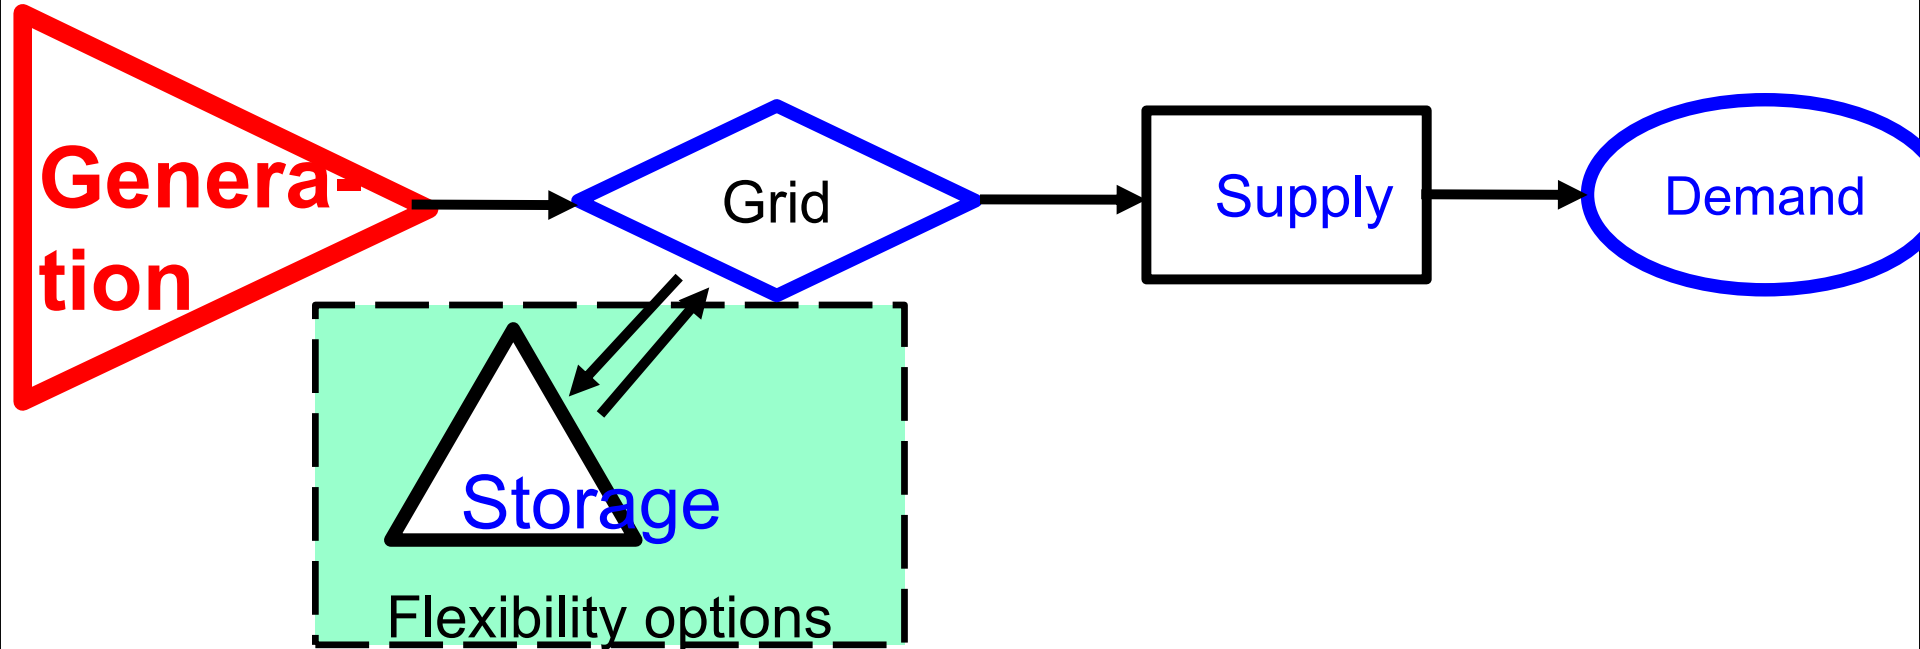 Genera-
tion
Grid
Supply
Demand
Storage
Flexibility options